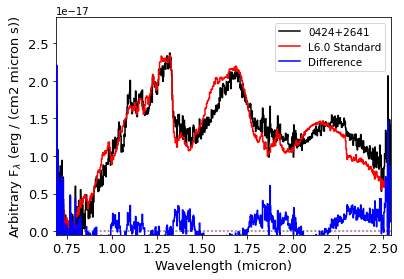 1e−17
0424+2641
L6.0 Standard
Difference
Arbitrary Fλ (erg / (cm2 micron s))
2.5
2.0
1.5
1.0
0.5
0.0
0.75 1.00 1.25 1.50 1.75 2.00 2.25 2.50
Wavelength (micron)